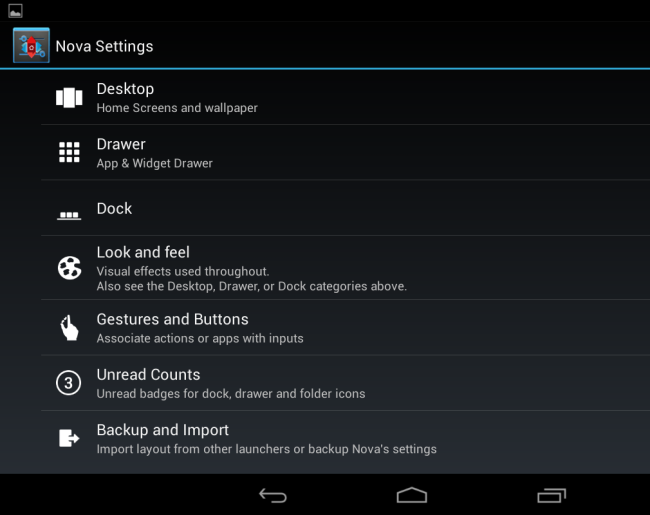 Nova Settings
Desktop
Home Screens and wallpaper
Drawer
App & Widget Drawer
Dock
Look and feel
Visual effects used throughout.
Also see the Desktop, Drawer, or Dock categories above.
Gestures and Buttons
Associate actions or apps with inputs
3
Unread Counts
Unread badges for dock, drawer and folder icons
Backup and Import
Import layout from other launchers or backup Nova's settings